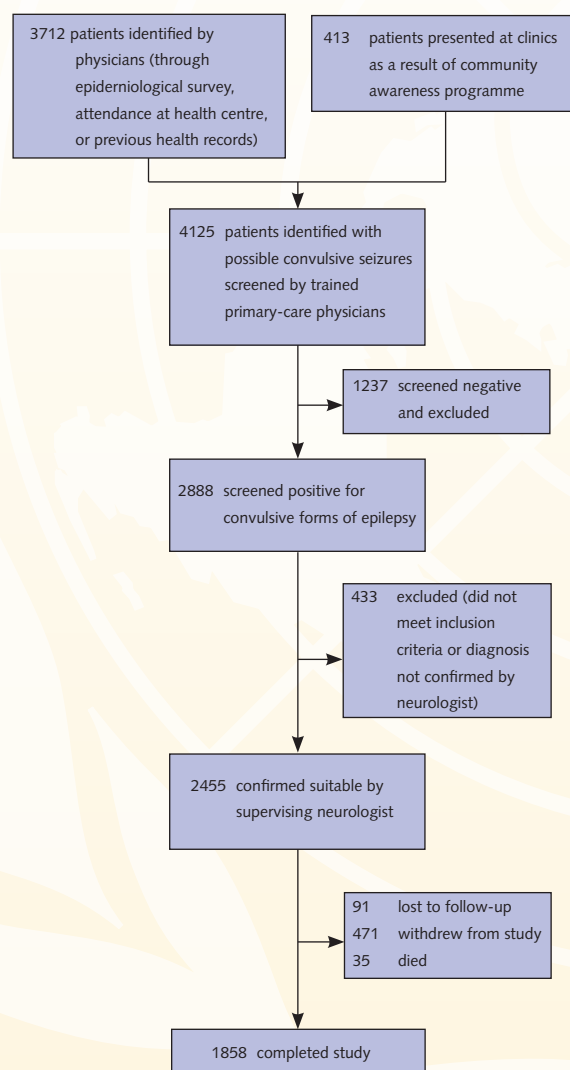 3712 patients identified by
physicians (through
epiderniological survey,
attendance at health centre,
or previous health records)
413 patients presented at clinics
as a result of community
awareness programme
4125 patients identified with
possible convulsive seizures
screened by trained
primary-care physicians
1237 screened negative
and excluded
2888 screened positive for
convulsive forms of epilepsy
433 excluded (did not
meet inclusion
criteria or diagnosis
not confirmed by
neurologist)
2455 confirmed suitable by
supervising neurologist
91 lost to follow-up
471 withdrew from study
35 died
1858 completed study